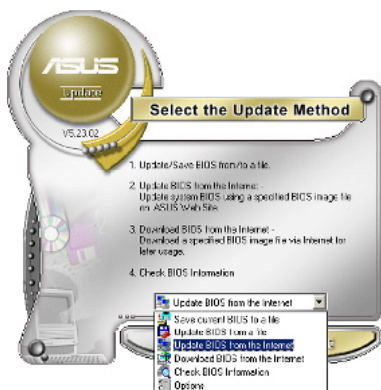 ASUS
Update
V5.23.02
Select the Update Method
1. Update/Save BIOS from/to a file.
2. Update BIOS from the Internet -
Update system BIOS using a specified BIOS image file
on ASUS Web Site.
3. Download BIOS from the Internet -
Download a specified BIOS image file via Internet for
later usage.
4. Check BIOS Information
Update BIOS from the Internet
Save current BIOS to a file
Update BIOS from a file
Update BIOS from the Internet
Download BIOS from the Internet
Check BIOS Information
Options